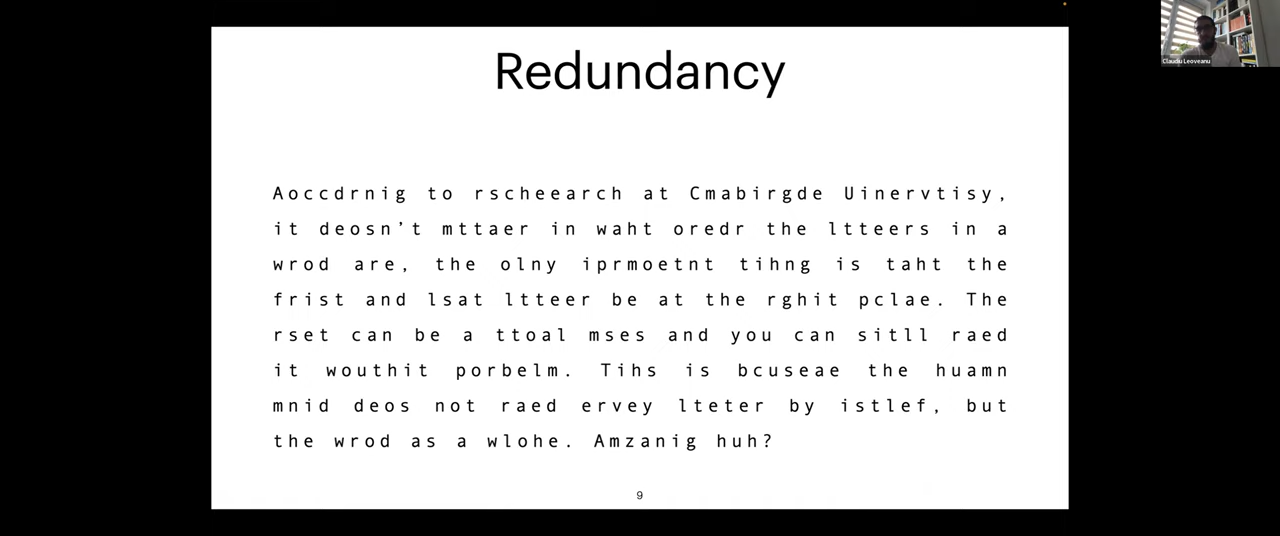 Redundancy
Claudiu Leoveanu
Aoccdrnig to rscheearch at Cmabirgde Uinervtisy,
it deosn’t mttaer in waht oredr the ltteers in a
wrod are, the olny iprmoetnt tihng is taht the
frist and lsat ltteer be at the rghit pclae. The
rset can be a ttoal mses and you can sitll raed
it wouthit porbelm. Tihs is bcuseae the huamn
mnid deos not raed ervey lteter by istlef, but
the wrod as a wlohe. Amzanig huh?
9